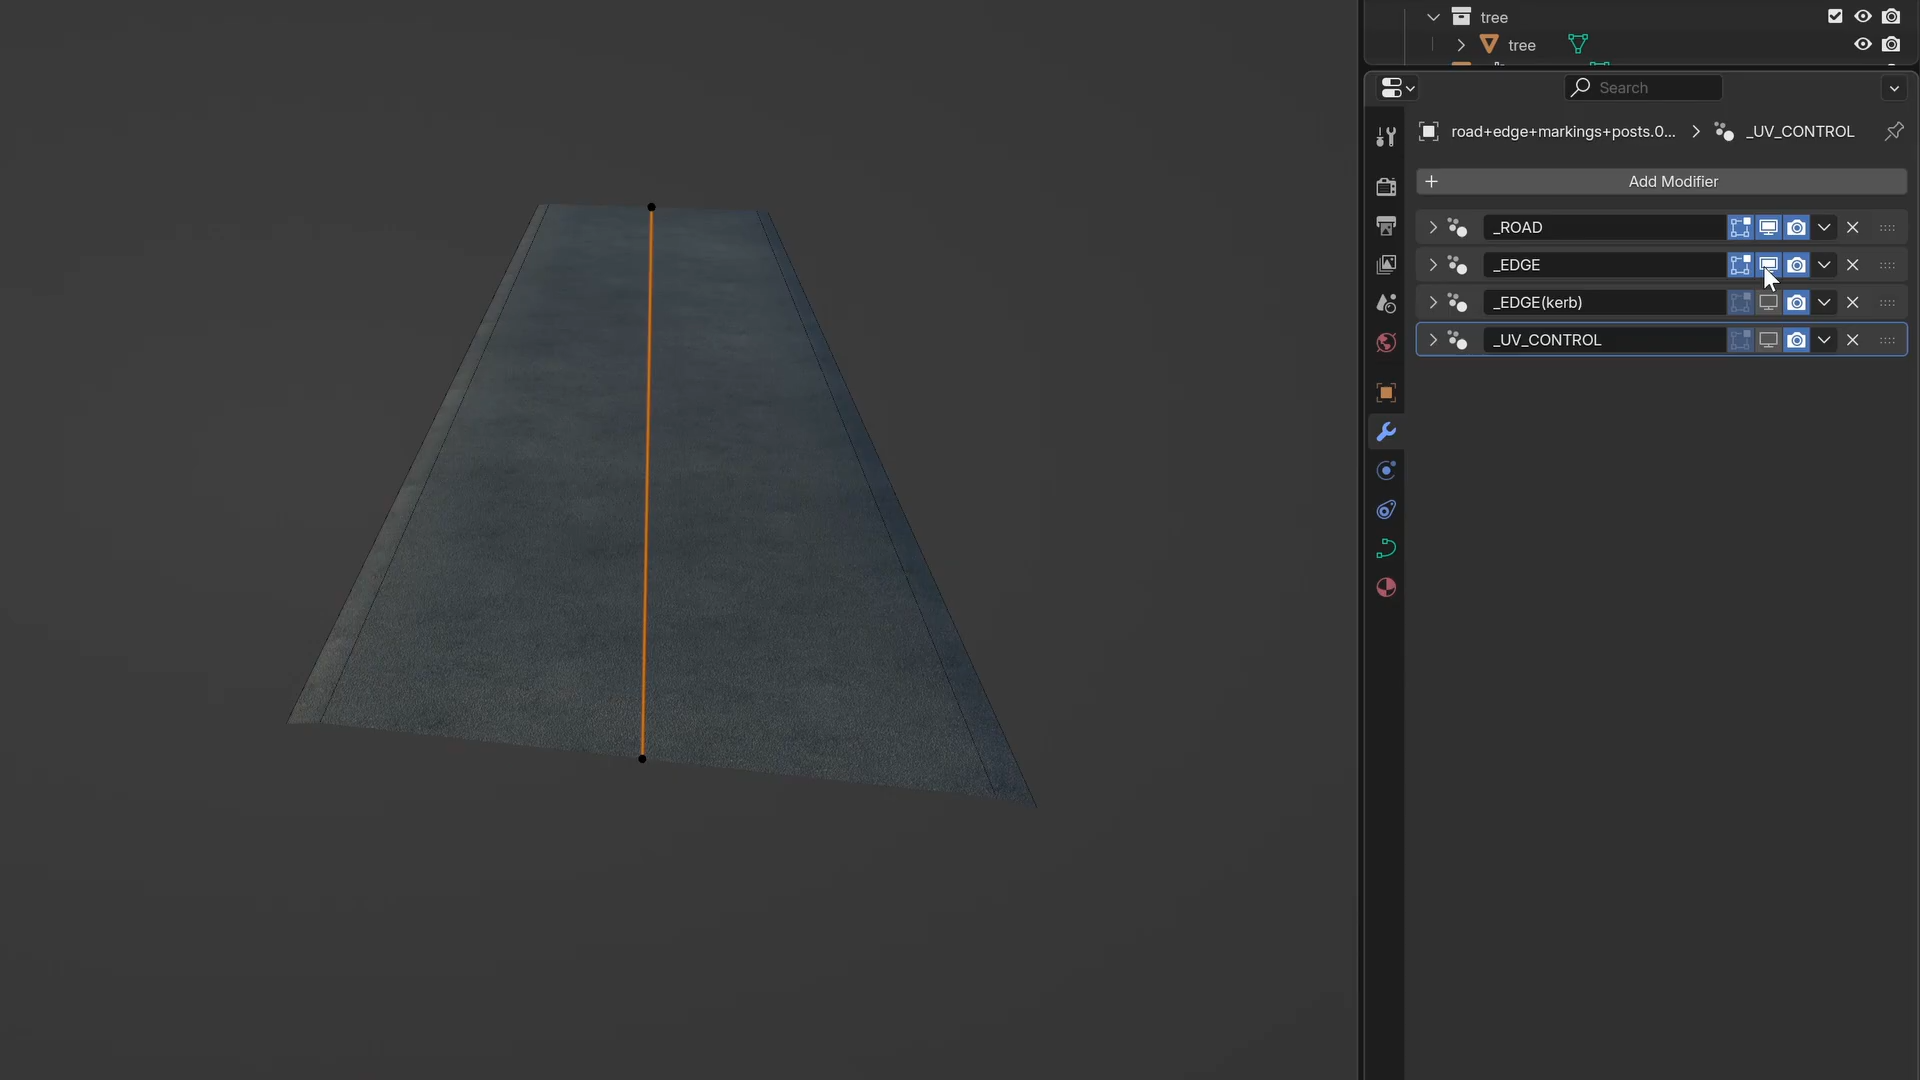 tree
tree
Search
road+edge+markings+posts.0... _UV_CONTROL
Add Modifier
_ROAD
_EDGE
_EDGE(kerb)
_UV_CONTROL